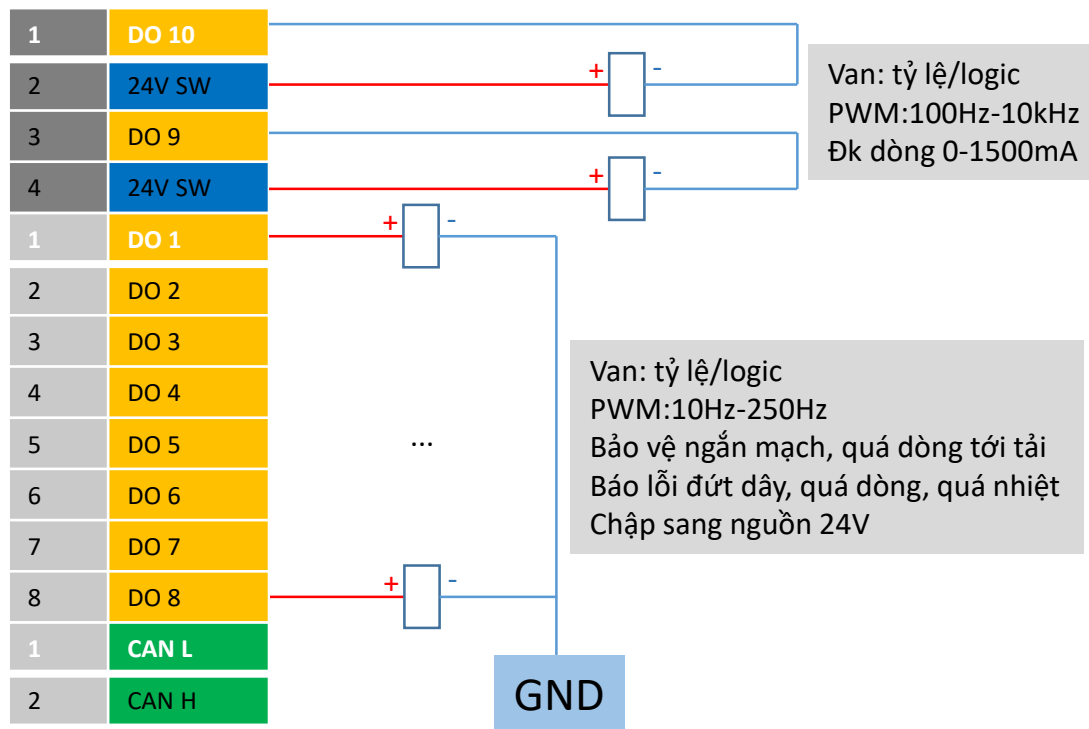 1 DO 10
2 24V SW + -
3 DO 9
4 24V SW + -
1 DO 1 + -
2 DO 2
3 DO 3
4 DO 4
5 DO 5 ...
6 DO 6
7 DO 7
8 DO 8 + -
1 CAN L
2 CAN H
GND
Van: tỷ lệ/logic
PWM:100Hz-10kHz
Đk dòng 0-1500mA
Van: tỷ lệ/logic
PWM:10Hz-250Hz
Bảo vệ ngắn mạch, quá dòng tới tải
Báo lỗi đứt dây, quá dòng, quá nhiệt
Chập sang nguồn 24V